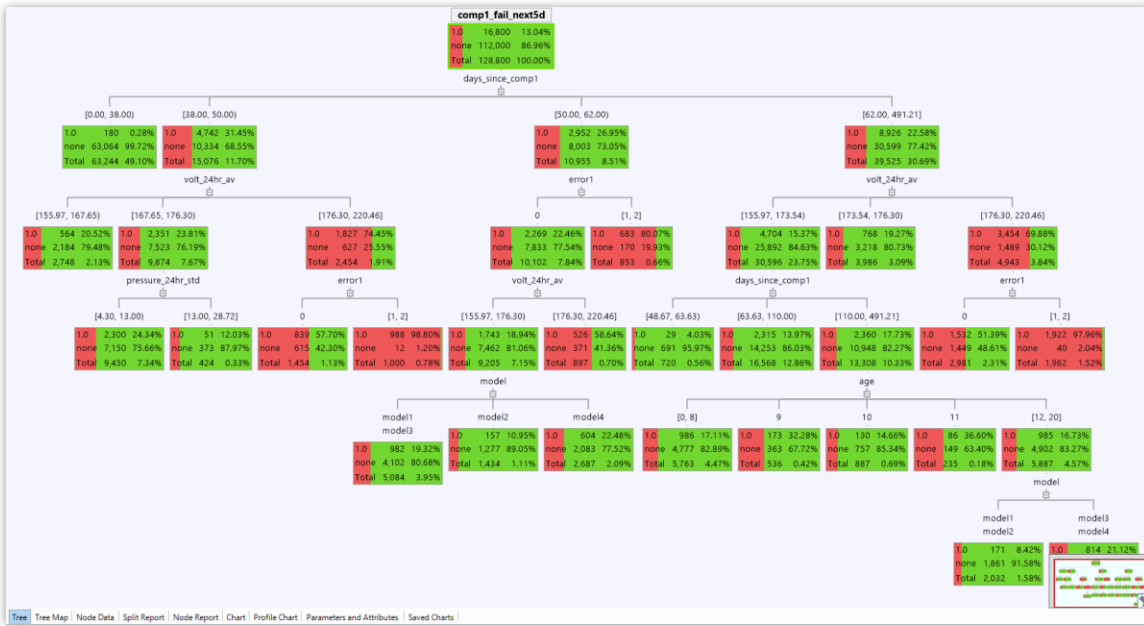 comp1_fail_next5d
1.0 16,800 13.04%
none 112,000 86.96%
Total 128,800 100.00%
days_since_comp1
[0.00, 38.00)
1.0 180 0.28%
none 63,064 99.72%
Total 63,244 49.10%
[38.00, 50.00)
1.0 4,742 31.45%
none 10,334 68.55%
Total 15,076 11.70%
[50.00, 62.00)
1.0 2,952 26.95%
none 8,003 73.05%
Total 10,955 8.51%
[62.00, 491.21]
1.0 8,926 22.58%
none 30,599 77.42%
Total 39,525 30.69%
volt_24hr_av
error1
volt_24hr_av
[155.97, 167.65)
1.0 564 20.52%
none 2,184 79.48%
Total 2,748 2.13%
[167.65, 176.30)
1.0 2,351 23.81%
none 7,523 76.19%
Total 9,874 7.67%
[176.30, 220.46]
1.0 1,827 74.45%
none 627 25.55%
Total 2,454 1.91%
0
1.0 2,269 22.46%
none 7,833 77.54%
Total 10,102 7.84%
[1, 2]
1.0 683 80.07%
none 170 19.93%
Total 853 0.66%
[155.97, 173.54)
1.0 4,704 15.37%
none 25,892 84.63%
Total 30,596 23.75%
[173.54, 176.30)
1.0 768 19.27%
none 3,218 80.73%
Total 3,986 3.09%
[176.30, 220.46]
1.0 3,454 69.88%
none 1,489 30.12%
Total 4,943 3.84%
pressure_24hr_std
error1
volt_24hr_av
days_since_comp1
error1
[4.30, 13.00)
1.0 2,300 24.34%
none 7,150 75.66%
Total 9,450 7.34%
[13.00, 28.72]
1.0 51 12.03%
none 373 87.97%
Total 424 0.33%
0
1.0 839 57.70%
none 615 42.30%
Total 1,454 1.13%
[1, 2]
1.0 988 98.80%
none 12 1.20%
Total 1,000 0.78%
[155.97, 176.30)
1.0 1,743 18.94%
none 7,462 81.06%
Total 9,205 7.15%
[176.30, 220.46]
1.0 526 58.64%
none 371 41.36%
Total 897 0.70%
[48.67, 63.63)
1.0 29 4.03%
none 691 95.97%
Total 720 0.56%
[63.63, 110.00)
1.0 2,315 13.97%
none 14,253 86.03%
Total 16,568 12.86%
[110.00, 491.21]
1.0 2,360 17.73%
none 10,948 82.27%
Total 13,308 10.33%
0
1.0 1,532 51.39%
none 1,449 48.61%
Total 2,981 2.31%
[1, 2]
1.0 1,922 97.96%
none 40 2.04%
Total 1,962 1.52%
model
age
model1
model3
1.0 982 19.32%
none 4,102 80.68%
Total 5,084 3.95%
model2
1.0 157 10.95%
none 1,277 89.05%
Total 1,434 1.11%
model4
1.0 604 22.48%
none 2,083 77.52%
Total 2,687 2.09%
[0, 8]
1.0 986 17.11%
none 4,777 82.89%
Total 5,763 4.47%
9
1.0 173 32.28%
none 363 67.72%
Total 536 0.42%
10
1.0 130 14.66%
none 757 85.34%
Total 887 0.69%
11
1.0 86 36.60%
none 149 63.40%
Total 235 0.18%
[12, 20]
1.0 985 16.73%
none 4,902 83.27%
Total 5,887 4.57%
model
model1
model2
1.0 171 8.42%
none 1,861 91.58%
Total 2,032 1.58%
model3
model4
1.0 814 21.12%
Tree Tree Map Node Data Split Report Node Report Chart Profile Chart Parameters and Attributes Saved Charts